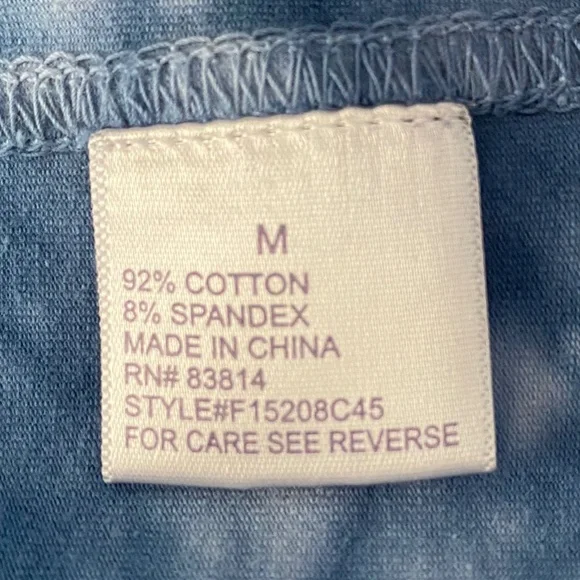 M
92% COTTON
8% SPANDEX
MADE IN CHINA
RN# 83814
STYLE#F15208C45
FOR CARE SEE REVERSE